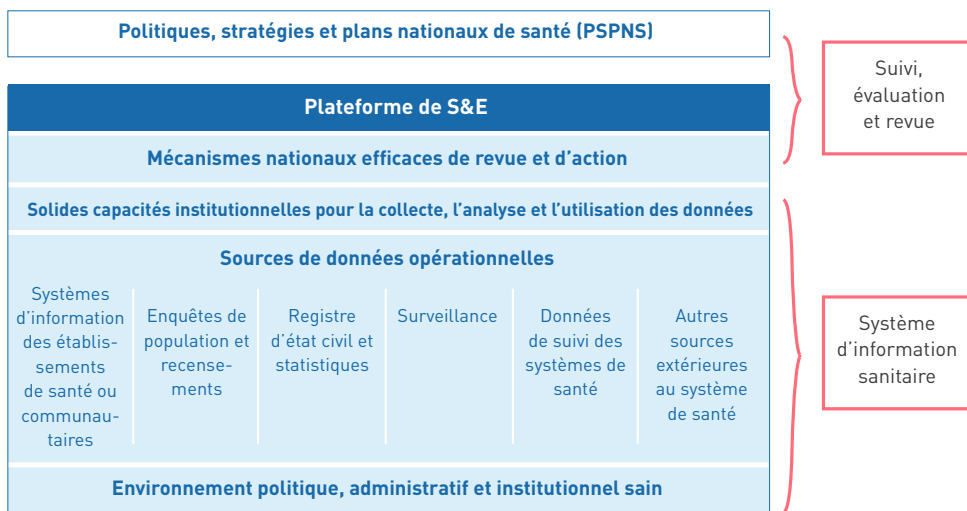 Politiques, stratégies et plans nationaux de santé (PSPNS)
Plateforme de S&E
Mécanismes nationaux efficaces de revue et d'action
Suivi,
évaluation
et revue
Solides capacités institutionnelles pour la collecte, l'analyse et l'utilisation des données
Sources de données opérationnelles
Systèmes
d'information
des établis-
sements
de santé ou
communau-
taires
Enquêtes de
population et
recense-
ments
Registre
d'état civil et
statistiques
Surveillance
Données
de suivi des
systèmes de
santé
Autres
sources
extérieures
au système
de santé
Environnement politique, administratif et institutionnel sain
Système
d'information
sanitaire